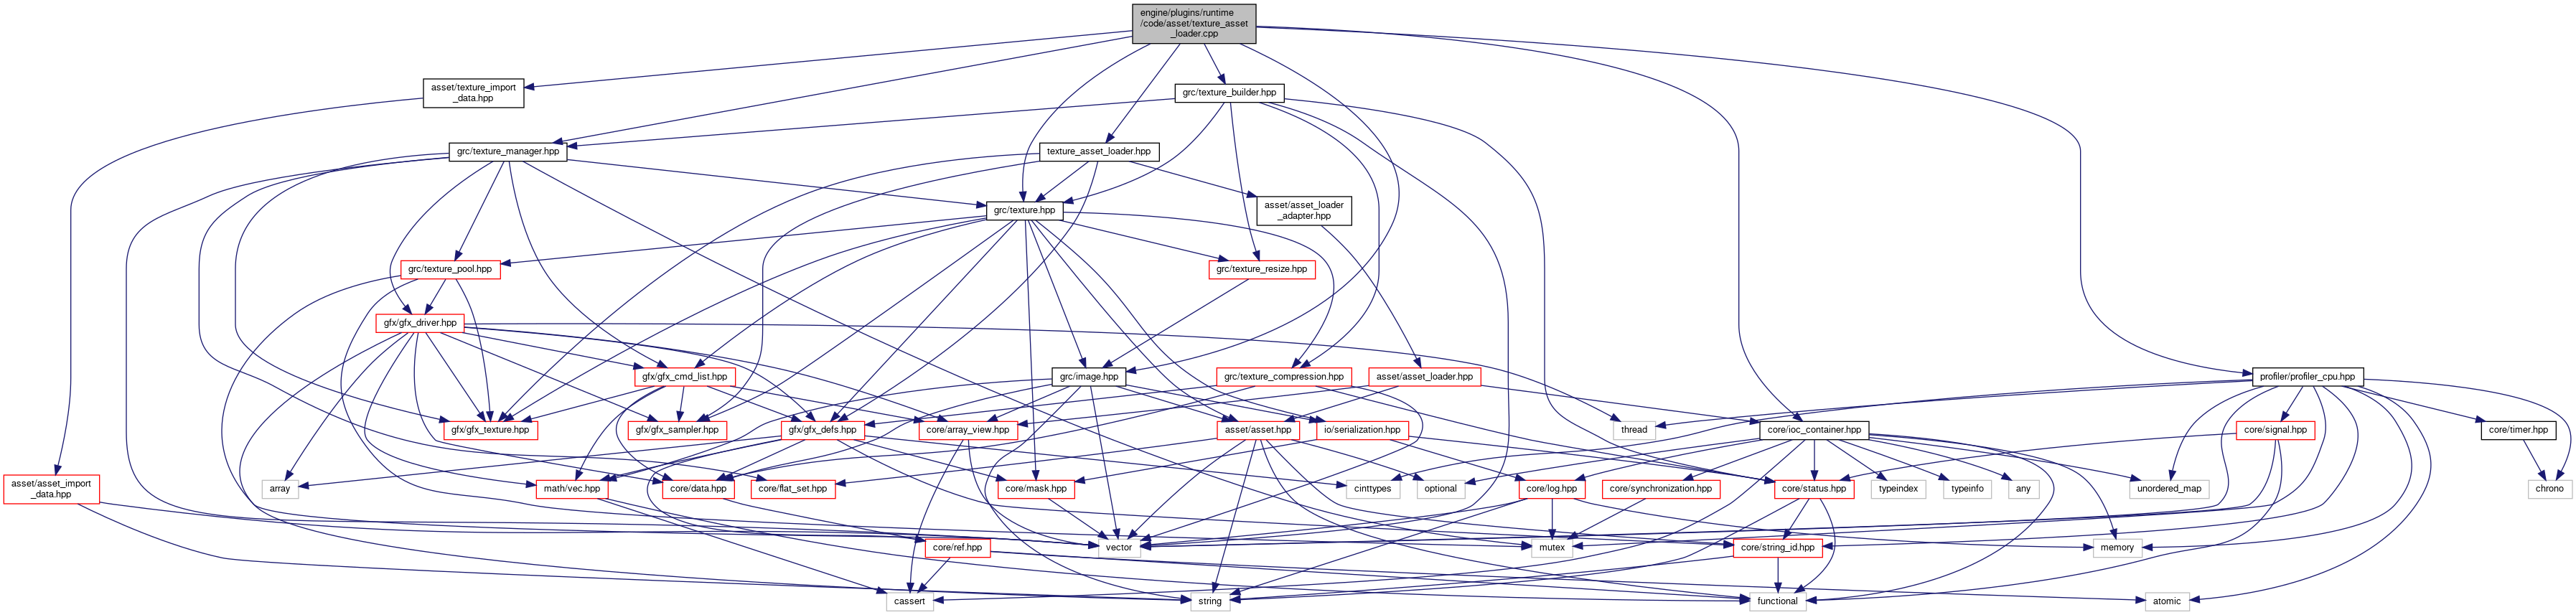 engine/plugins/runtime
/code/asset/texture_asset
_loader.cpp
asset/texture_import
_data.hpp
grc/texture_builder.hpp
grc/texture_manager.hpp
texture_asset_loader.hpp
grc/texture.hpp
asset/asset_loader
_adapter.hpp
grc/texture_pool.hpp
grc/texture_resize.hpp
gfx/gfx_driver.hpp
gfx/gfx_cmd_list.hpp
grc/image.hpp
grc/texture_compression.hpp
asset/asset_loader.hpp
profiler/profiler_cpu.hpp
gfx/gfx_texture.hpp
gfx/gfx_sampler.hpp
gfx/gfx_defs.hpp
core/array_view.hpp
asset/asset.hpp
io/serialization.hpp
thread
core/ioc_container.hpp
core/signal.hpp
core/timer.hpp
asset/asset_import
_data.hpp
array
math/vec.hpp
core/data.hpp
core/flat_set.hpp
core/mask.hpp
cinttypes
optional
core/log.hpp
core/synchronization.hpp
core/status.hpp
typeindex
typeinfo
any
unordered_map
chrono
core/ref.hpp
vector
mutex
core/string_id.hpp
memory
cassert
string
functional
atomic